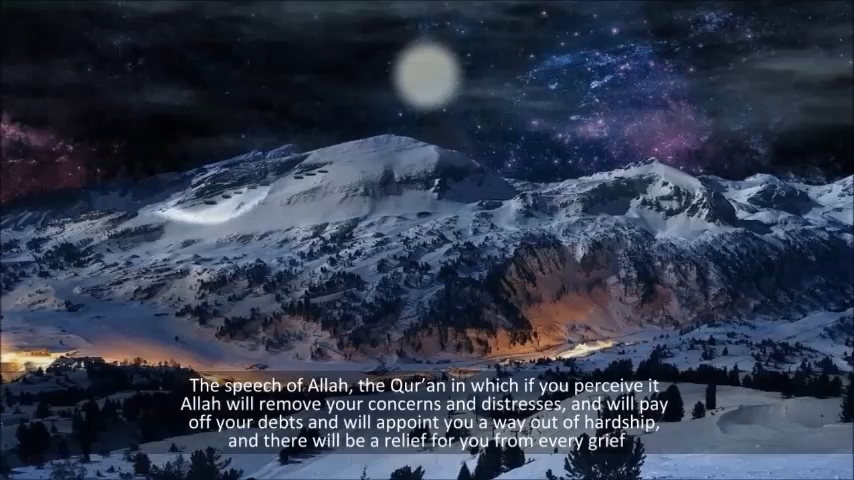 The speech of Allah, the Qur'an in which if you perceive it
Allah will remove your concerns and distresses, and will pay
off your debts and will appoint you a way out of hardship,
and there will be a relief for you from every grief